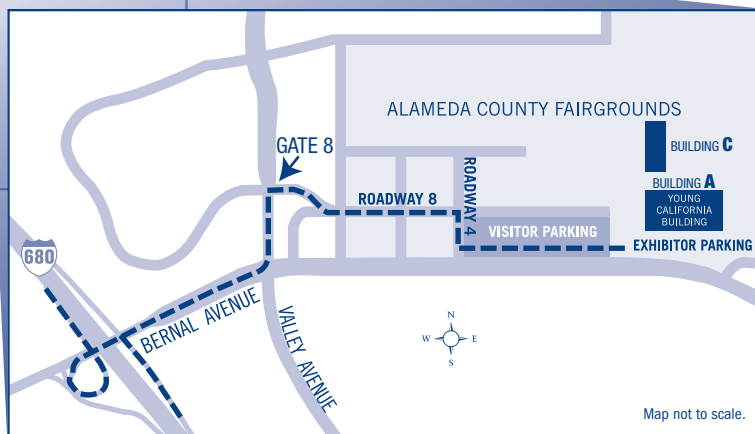 ALAMEDA COUNTY FAIRGROUNDS
GATE 8
BUILDING C
BUILDING A
YOUNG
CALIFORNIA
BUILDING
ROADWAY 8
ROADWAY 4
VISITOR PARKING
EXHIBITOR PARKING
680
BERNAL AVENUE
VALLEY AVENUE
N
W E
S
Map not to scale.